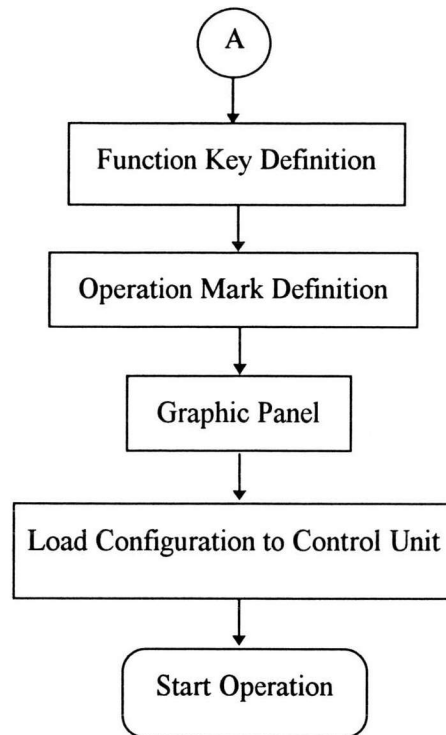 A
Function Key Definition
Operation Mark Definition
Graphic Panel
Load Configuration to Control Unit
Start Operation